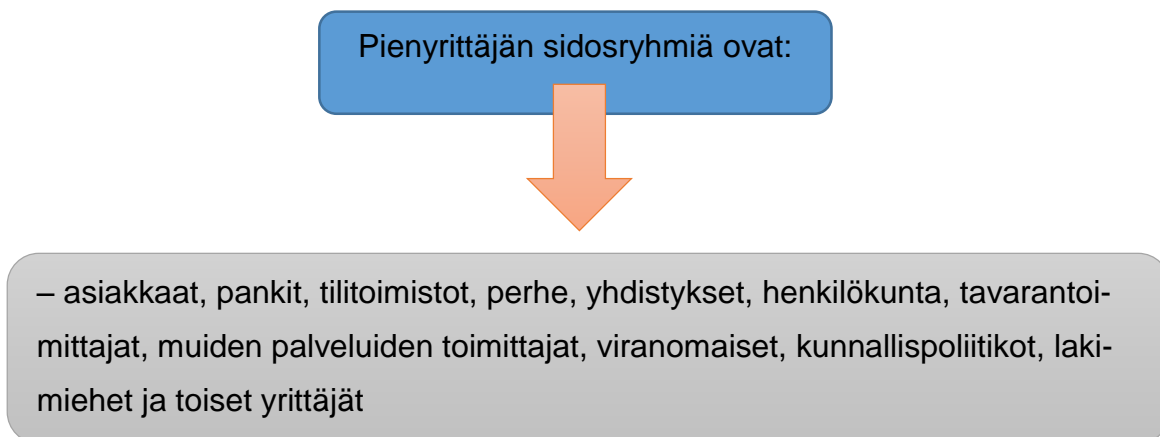 Pienyrittäjän sidosryhmiä ovat:
– asiakkaat, pankit, tilitoimistot, perhe, yhdistykset, henkilökunta, tavarantoi-
mittajat, muiden palveluiden toimittajat, viranomaiset, kunnallispoliitikot, laki-
miehet ja toiset yrittäjät